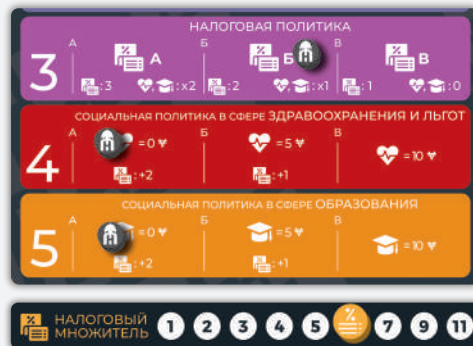 НАЛОГОВАЯ ПОЛИТИКА
3
А Б В
А Б В
:3 , :x2 :2 , :x1 :1 , :0
СОЦИАЛЬНАЯ ПОЛИТИКА В СФЕРЕ ЗДРАВООХРАНЕНИЯ И ЛЬГОТ
4
А Б В
=0 ₩ =5 ₩ =10 ₩
:+2 :+1
СОЦИАЛЬНАЯ ПОЛИТИКА В СФЕРЕ ОБРАЗОВАНИЯ
5
А Б В
=0 ₩ =5 ₩ =10 ₩
:+2 :+1
НАЛОГОВЫЙ
МНОЖИТЕЛЬ 1 2 3 4 5 7 9 11